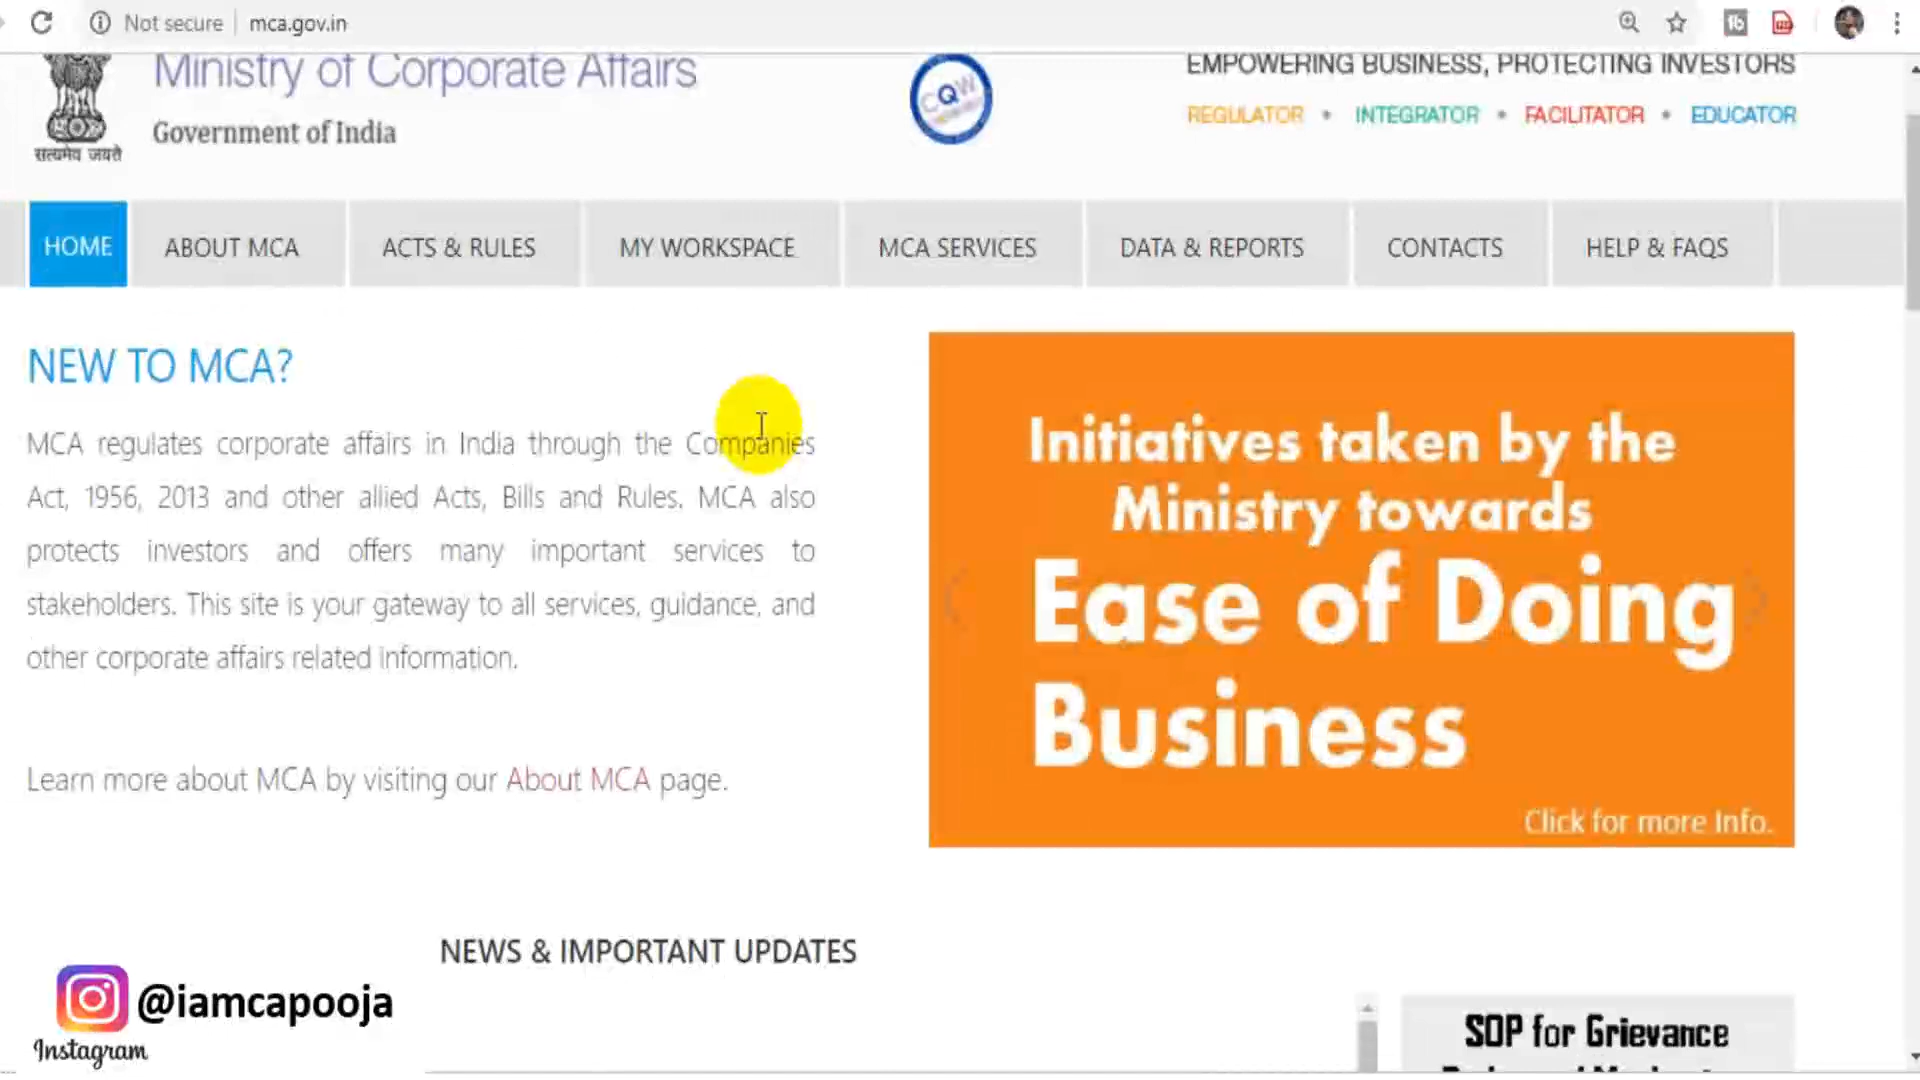 Not secure | mca.gov.in
Ministry of Corporate Affairs
Government of India
सत्यमेव जयते
CQW
EMPOWERING BUSINESS, PROTECTING INVESTORS
REGULATOR • INTEGRATOR • FACILITATOR • EDUCATOR
HOME ABOUT MCA ACTS & RULES MY WORKSPACE MCA SERVICES DATA & REPORTS CONTACTS HELP & FAQS
NEW TO MCA?
MCA regulates corporate affairs in India through the Companies
Act, 1956, 2013 and other allied Acts, Bills and Rules. MCA also
protects investors and offers many important services to
stakeholders. This site is your gateway to all services, guidance, and
other corporate affairs related information.
Learn more about MCA by visiting our About MCA page.
Initiatives taken by the
Ministry towards
Ease of Doing
Business
Click for more Info.
NEWS & IMPORTANT UPDATES
@iamcapooja
Instagram
SOP for Grievance